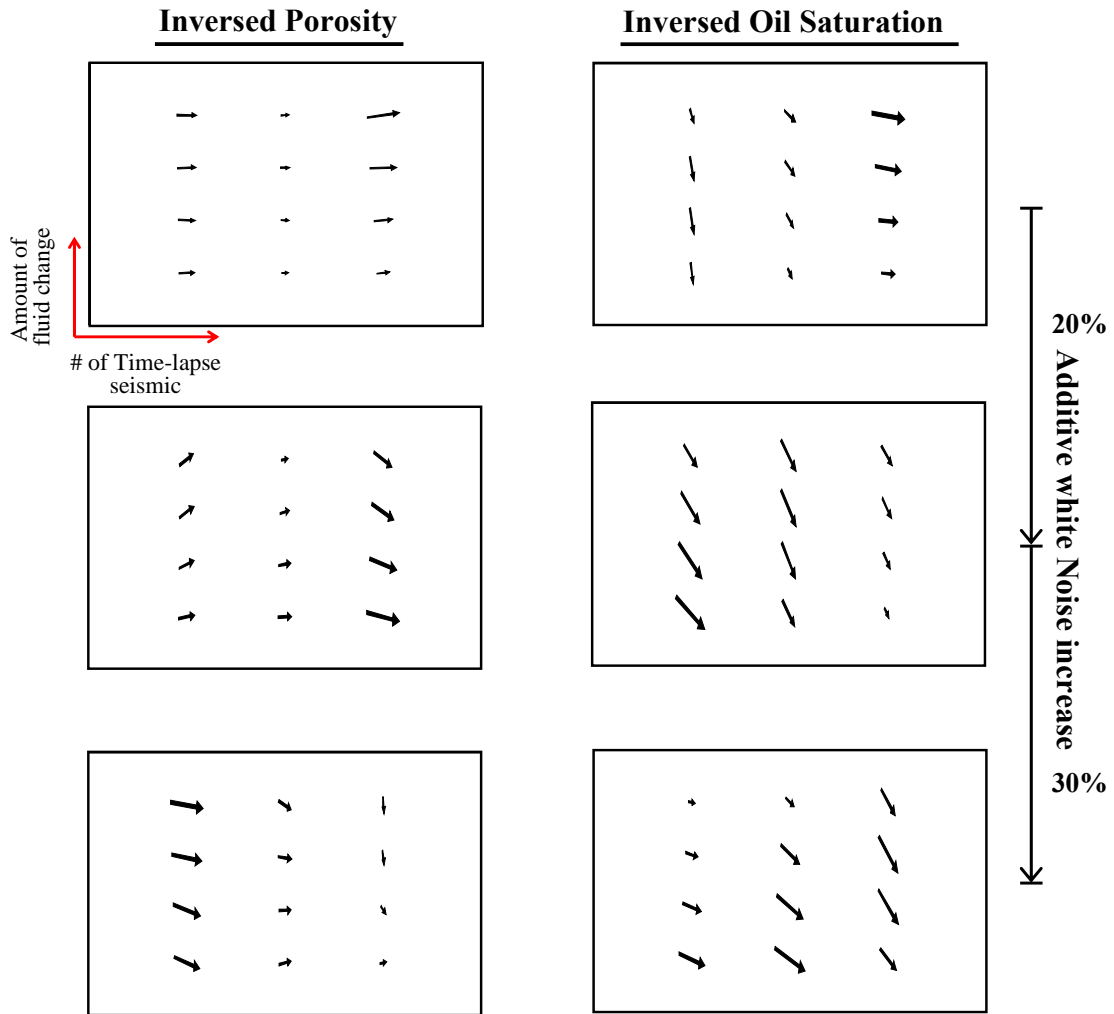 Inversed Porosity
Inversed Oil Saturation
Amount of
fluid change
# of Time-lapse
seismic
20%
Additive white Noise increase
30%